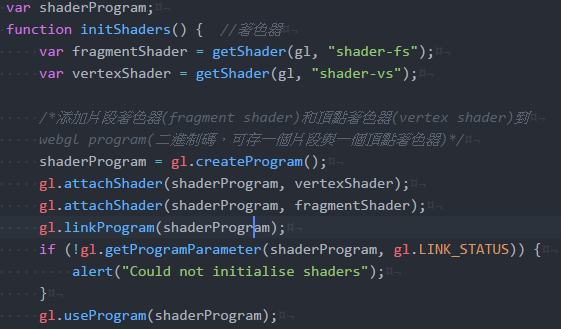 var shaderProgram;
function initShaders() {  //著色器
    var fragmentShader = getShader(gl, "shader-fs");
    var vertexShader = getShader(gl, "shader-vs");

    /*添加片段著色器(fragment shader)和頂點著色器(vertex shader)到
    webgl program(二進制碼，可存一個片段與一個頂點著色器)*/
    shaderProgram = gl.createProgram();
    gl.attachShader(shaderProgram, vertexShader);
    gl.attachShader(shaderProgram, fragmentShader);
    gl.linkProgram(shaderProgram);
    if (!gl.getProgramParameter(shaderProgram, gl.LINK_STATUS)) {
        alert("Could not initialise shaders");
    }
    gl.useProgram(shaderProgram);